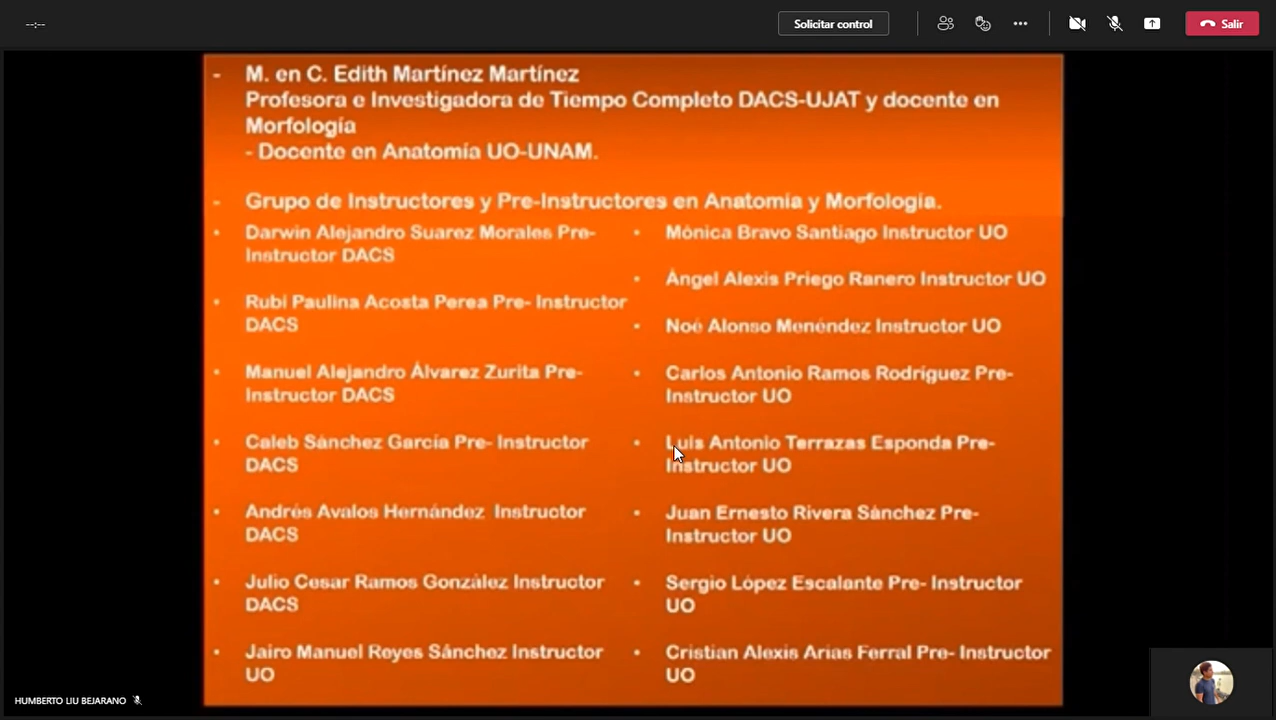 --:--
Solicitar control
Salir
- M. en C. Edith Martínez Martínez
Profesora e Investigadora de Tiempo Completo DACS-UJAT y docente en
Morfología
- Docente en Anatomía UO-UNAM.
- Grupo de Instructores y Pre-Instructores en Anatomía y Morfología.
• Darwin Alejandro Suarez Morales Pre-
Instructor DACS
• Rubí Paulina Acosta Perea Pre- Instructor
DACS
• Manuel Alejandro Álvarez Zurita Pre-
Instructor DACS
• Caleb Sánchez García Pre- Instructor
DACS
• Andrés Avalos Hernández Instructor
DACS
• Julio Cesar Ramos González Instructor
DACS
• Jairo Manuel Reyes Sánchez Instructor
UO
• Mónica Bravo Santiago Instructor UO
• Ángel Alexis Priego Ranero Instructor UO
• Noé Alonso Menéndez Instructor UO
• Carlos Antonio Ramos Rodríguez Pre-
Instructor UO
• Luis Antonio Terrazas Esponda Pre-
Instructor UO
• Juan Ernesto Rivera Sánchez Pre-
Instructor UO
• Sergio López Escalante Pre- Instructor
UO
• Cristian Alexis Arias Ferral Pre- Instructor
UO
HUMBERTO LIU BEJARANO